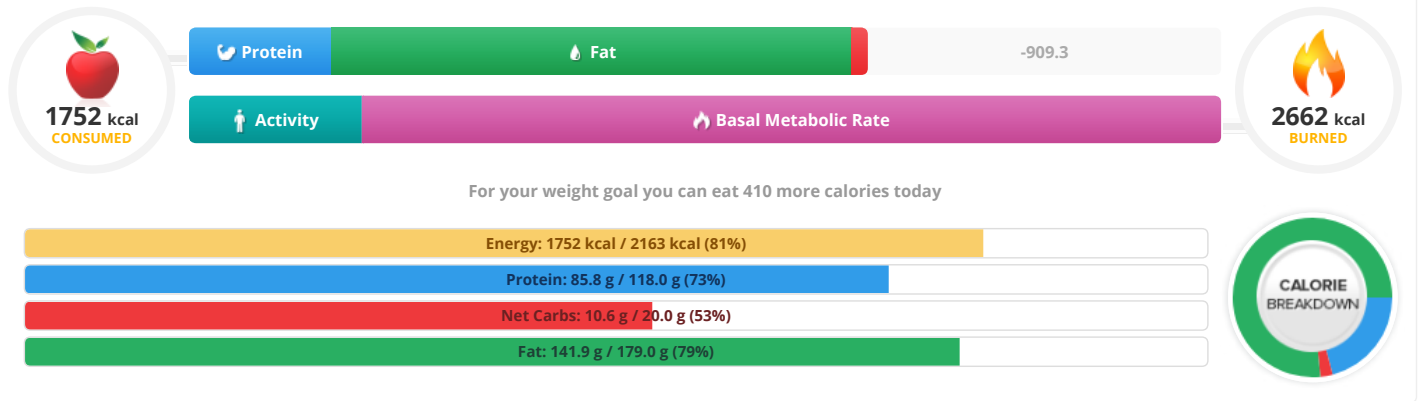 1752 kcal
CONSUMED
Protein
Fat
-909.3
Activity
Basal Metabolic Rate
2662 kcal
BURNED
For your weight goal you can eat 410 more calories today
Energy: 1752 kcal / 2163 kcal (81%)
Protein: 85.8 g / 118.0 g (73%)
Net Carbs: 10.6 g / 20.0 g (53%)
Fat: 141.9 g / 179.0 g (79%)
CALORIE
BREAKDOWN